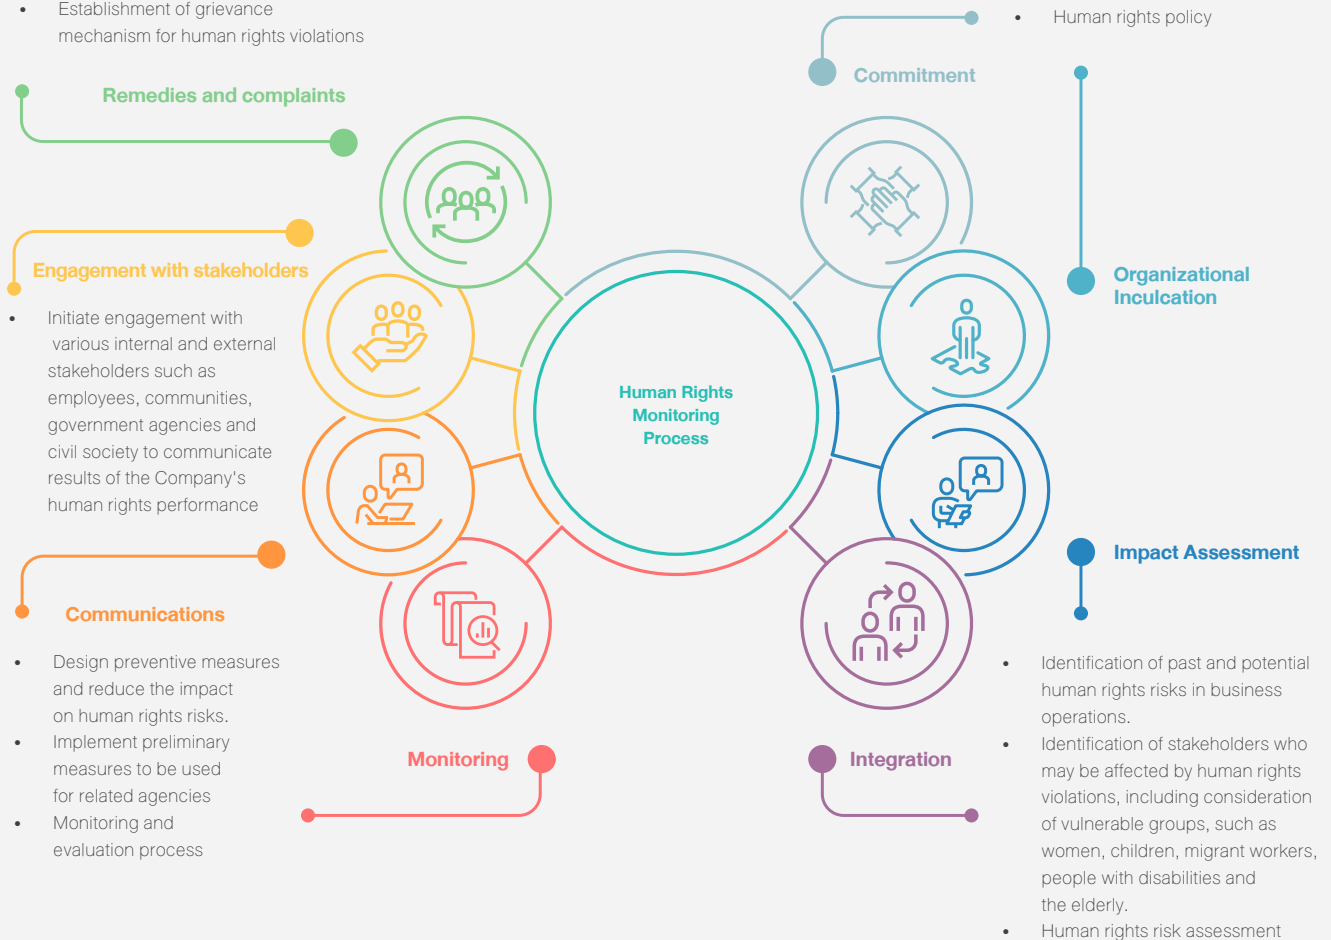 • Establishment of grievance
mechanism for human rights violations
Remedies and complaints
Engagement with stakeholders
• Initiate engagement with
various internal and external
stakeholders such as
employees, communities,
government agencies and
civil society to communicate
results of the Company's
human rights performance
Communications
• Design preventive measures
and reduce the impact
on human rights risks.
• Implement preliminary
measures to be used
for related agencies
• Monitoring and
evaluation process
Monitoring
Human Rights
Monitoring
Process
• Human rights policy
Commitment
Organizational
Inculcation
Impact Assessment
• Identification of past and potential
human rights risks in business
operations.
• Identification of stakeholders who
may be affected by human rights
violations, including consideration
of vulnerable groups, such as
women, children, migrant workers,
people with disabilities and
the elderly.
• Human rights risk assessment
Integration